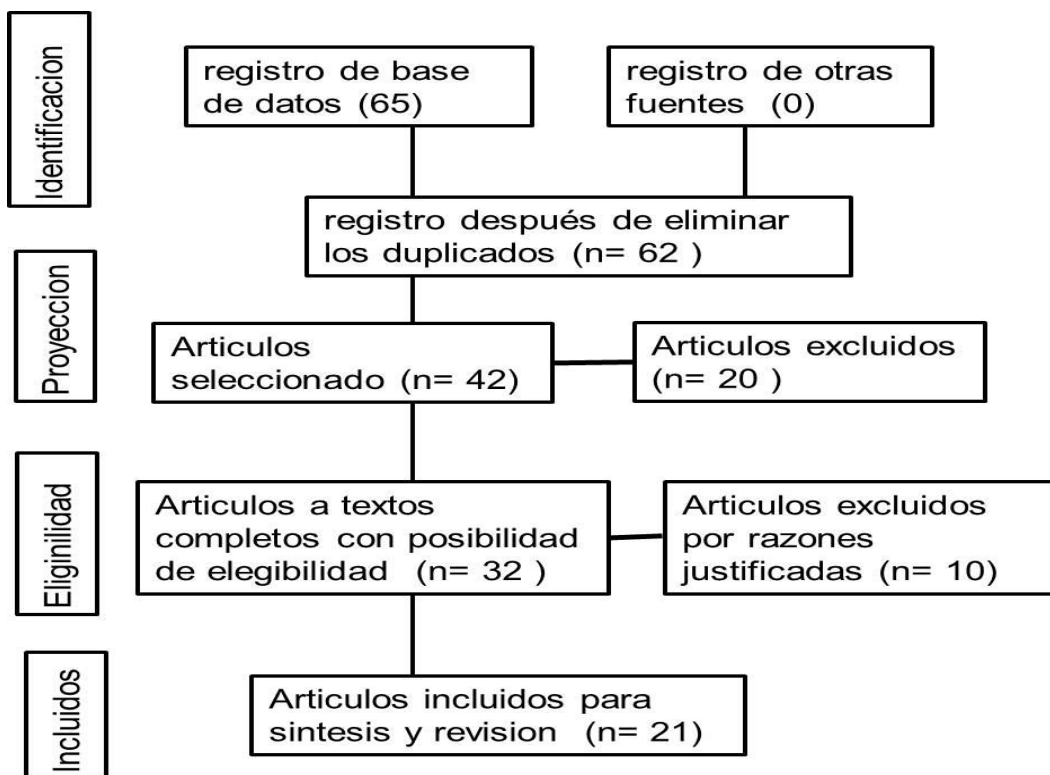 Identificacion
registro de base
de datos (65)
registro de otras
fuentes (0)
registro después de eliminar
los duplicados (n= 62 )
Proyeccion
Articulos
seleccionado (n= 42)
Articulos excluidos
(n= 20 )
Eliginilidad
Articulos a textos
completos con posibilidad
de elegibilidad (n= 32 )
Articulos excluidos
por razones
justificadas (n= 10)
Incluidos
Articulos incluidos para
sintesis y revision (n= 21)